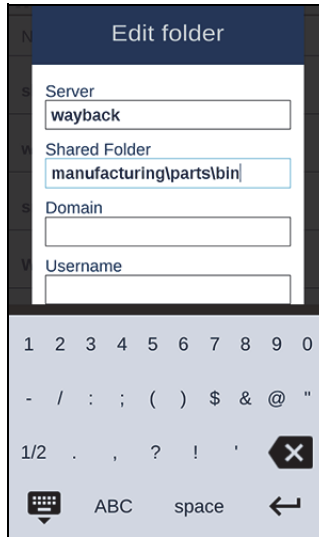 Edit folder
Server
wayback
Shared Folder
manufacturing\parts\bin
Domain
Username
1 2 3 4 5 6 7 8 9 0
- / : ; ( ) $ & @ "
1/2 . , ? ! '
ABC space